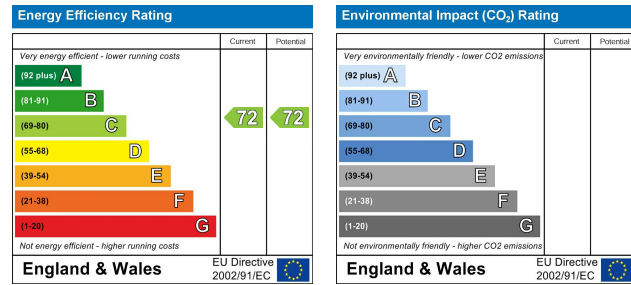 Energy Efficiency Rating
Current Potential
Very energy efficient - lower running costs
(92 plus) A
(81-91) B
(69-80) C
72 72
(55-68) D
(39-54) E
(21-38) F
(1-20) G
Not energy efficient - higher running costs
England & Wales
EU Directive
2002/91/EC
Environmental Impact (CO₂) Rating
Current Potential
Very environmentally friendly - lower CO2 emissions
(92 plus) A
(81-91) B
(69-80) C
(55-68) D
(39-54) E
(21-38) F
(1-20) G
Not environmentally friendly - higher CO2 emissions
England & Wales
EU Directive
2002/91/EC